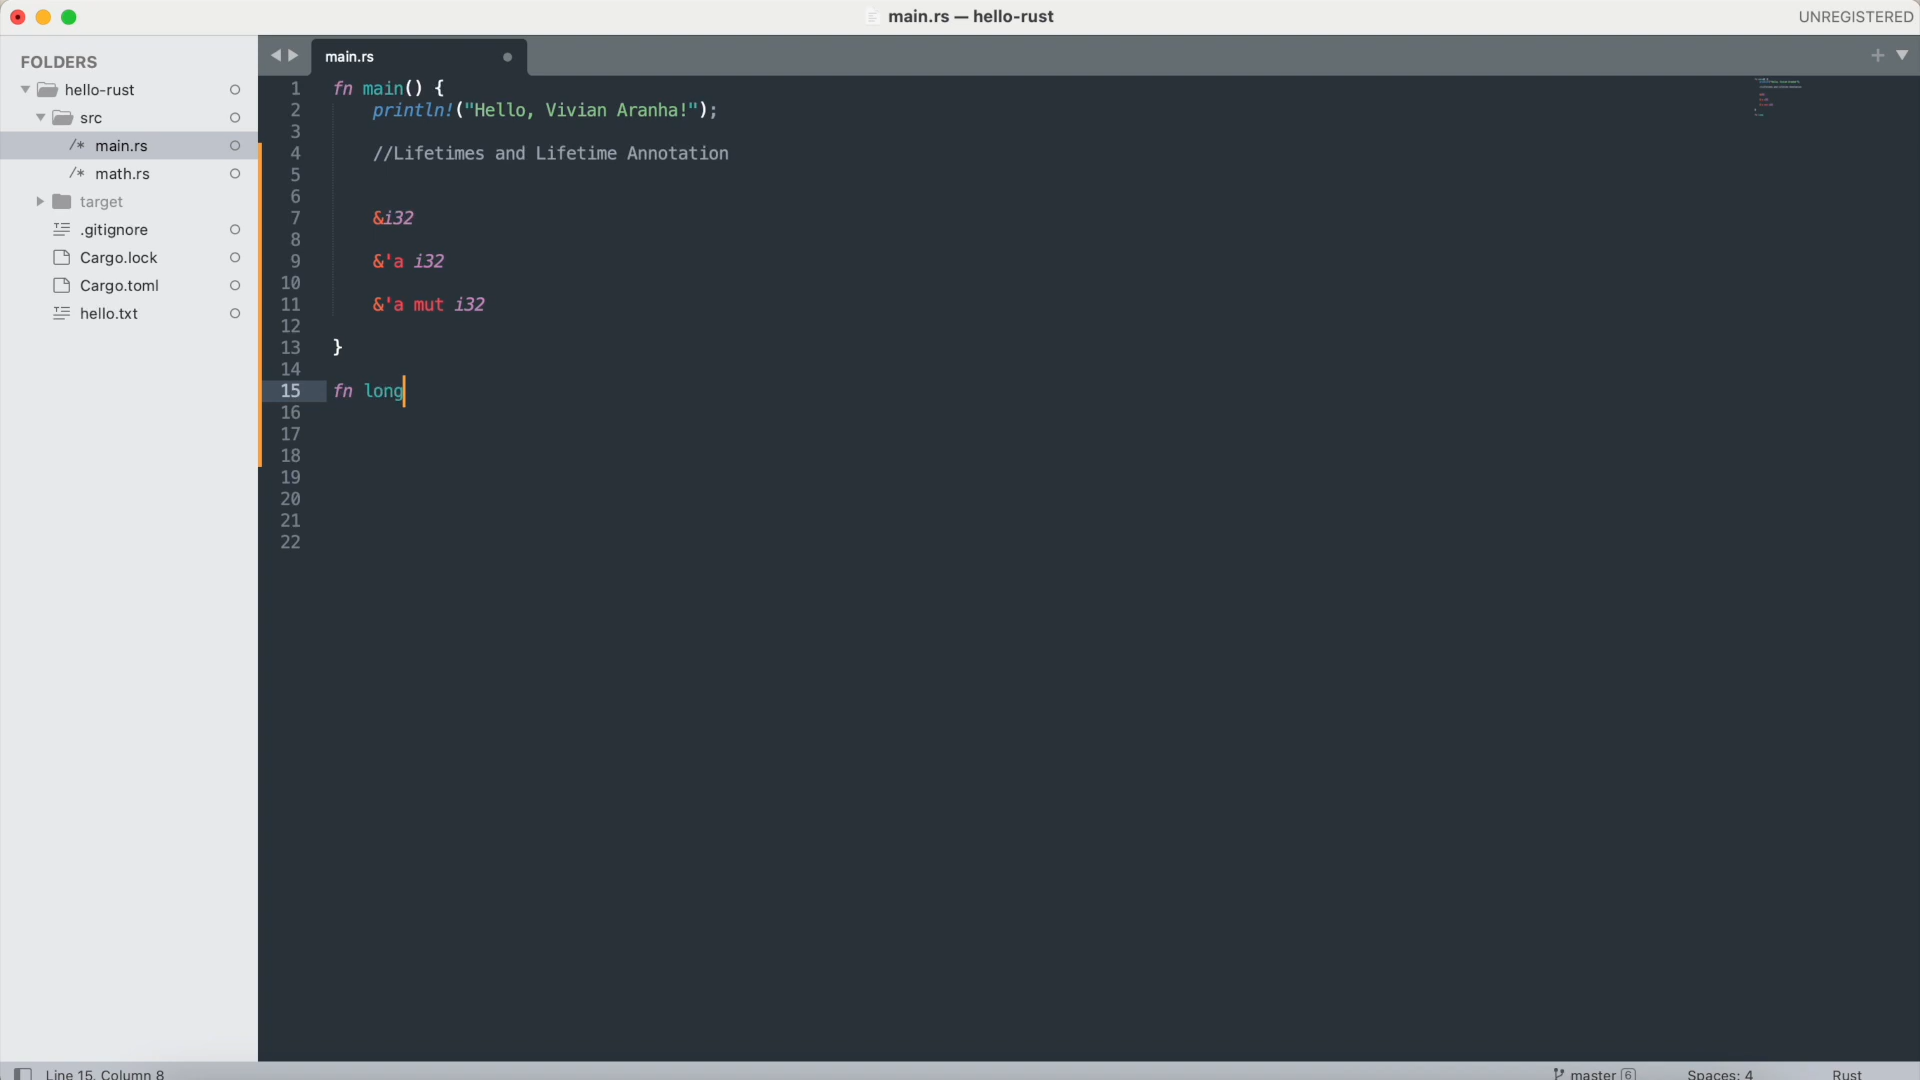 main.rs — hello-rust
UNREGISTERED
FOLDERS
hello-rust
src
/* main.rs
/* math.rs
target
.gitignore
Cargo.lock
Cargo.toml
hello.txt
main.rs
1 fn main() {
2 println!("Hello, Vivian Aranha!");
3
4 //Lifetimes and Lifetime Annotation
5
6
7 &i32
8
9 &'a i32
10
11 &'a mut i32
12
13 }
14
15 fn long
16
17
18
19
20
21
22
Line 15, Column 8
master 6
Spaces: 4
Rust